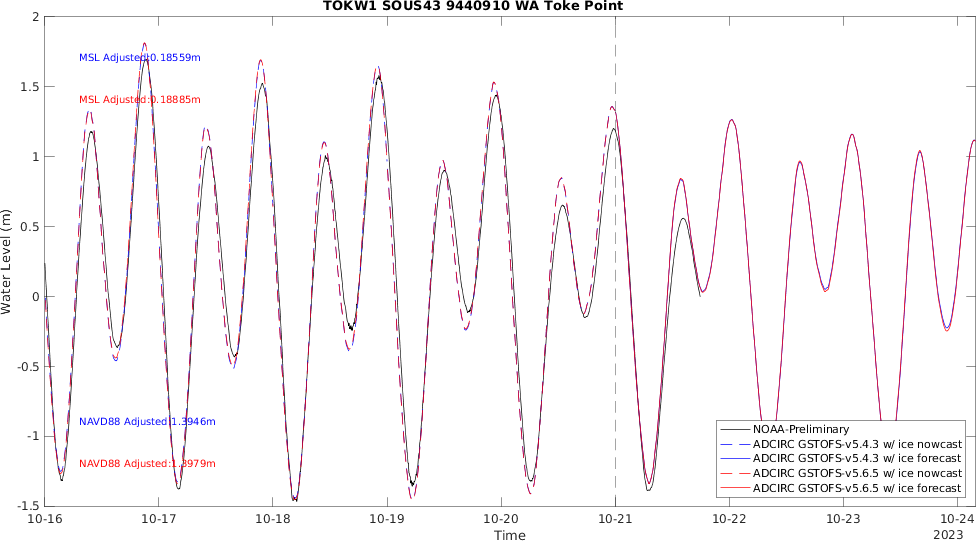 TOKW1 SOUS43 9440910 WA Toke Point
2
1.5
1
0.5
0
-0.5
-1
-1.5
Water Level (m)
MSL Adjusted:0.18559m
MSL Adjusted:0.18885m
NAVD88 Adjusted:1.3946m
NAVD88 Adjusted:1.3979m
NOAA-Preliminary
ADCIRC GSTOFS-v5.4.3 w/ ice nowcast
ADCIRC GSTOFS-v5.4.3 w/ ice forecast
ADCIRC GSTOFS-v5.6.5 w/ ice nowcast
ADCIRC GSTOFS-v5.6.5 w/ ice forecast
10-16 10-17 10-18 10-19 10-20 10-21 10-22 10-23 10-24
Time
2023